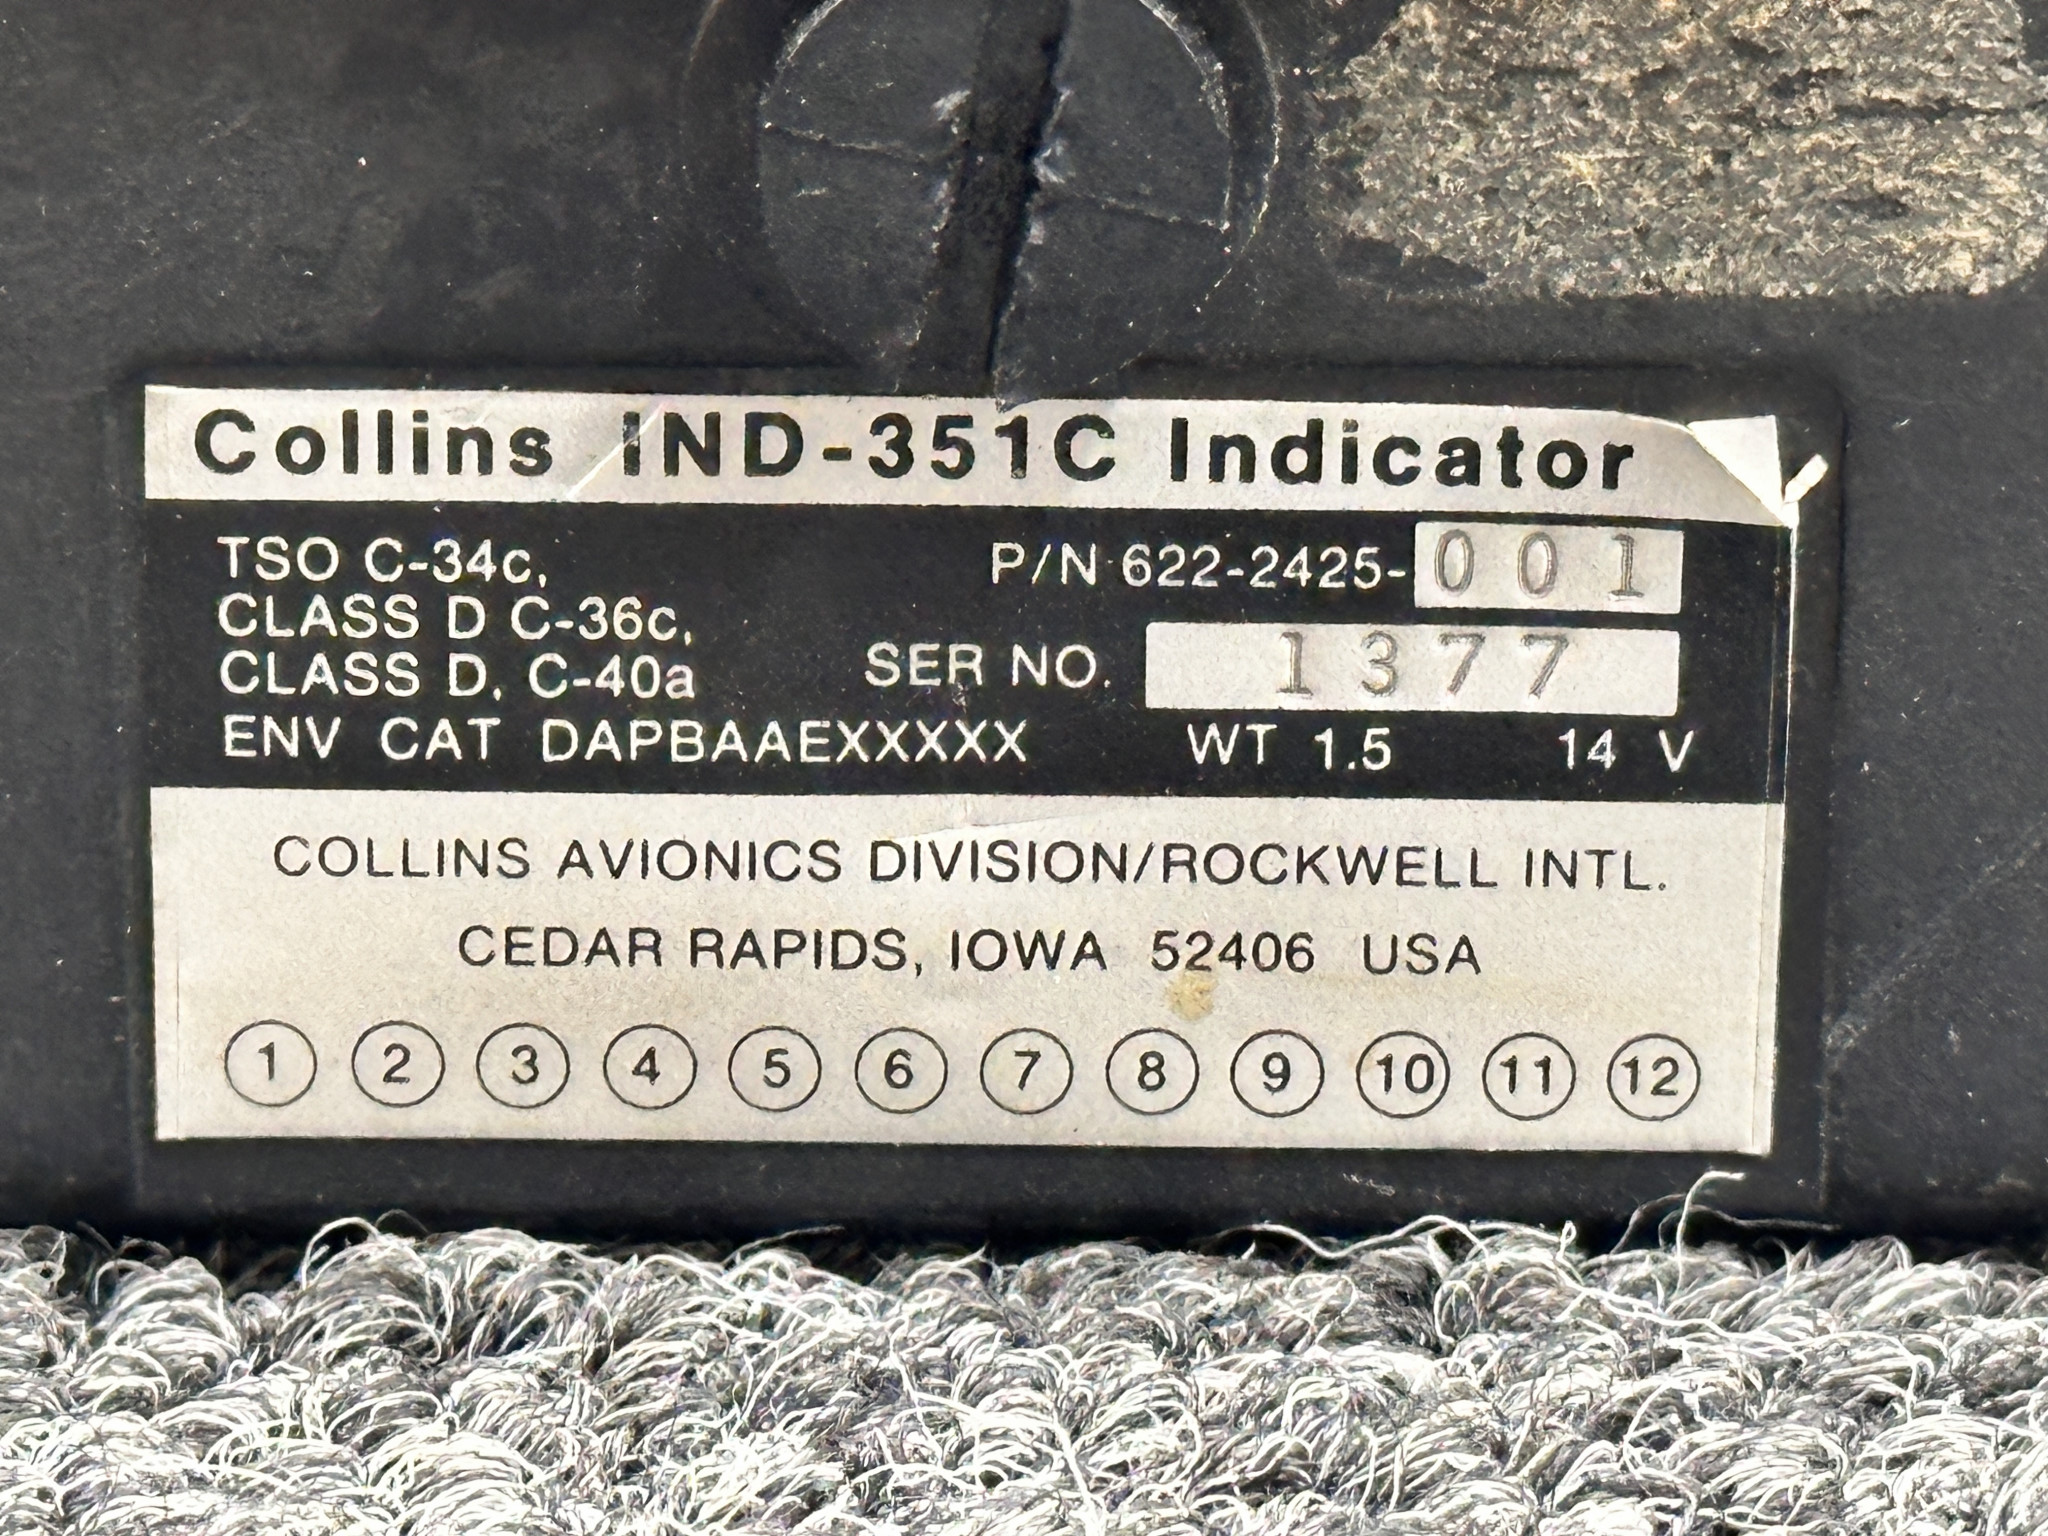 Collins IND-351C Indicator
TSO C-34c, P/N 622-2425-001
CLASS D C-36c,
CLASS D, C-40a SER NO. 1377
ENV CAT DAPBAAEXXXXX WT 1.5 14 V
COLLINS AVIONICS DIVISION/ROCKWELL INTL.
CEDAR RAPIDS, IOWA 52406 USA
1 2 3 4 5 6 7 8 9 10 11 12